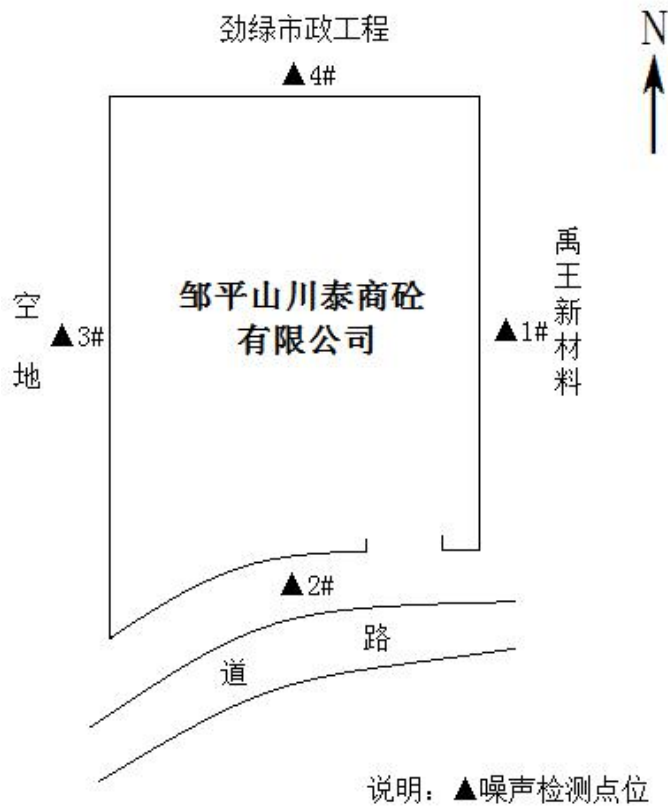 劲绿市政工程
N
▲4#
邹平山川泰商砼
有限公司
空地
▲3#
▲1#
禹王新材料
▲2#
道路
说明：▲噪声检测点位